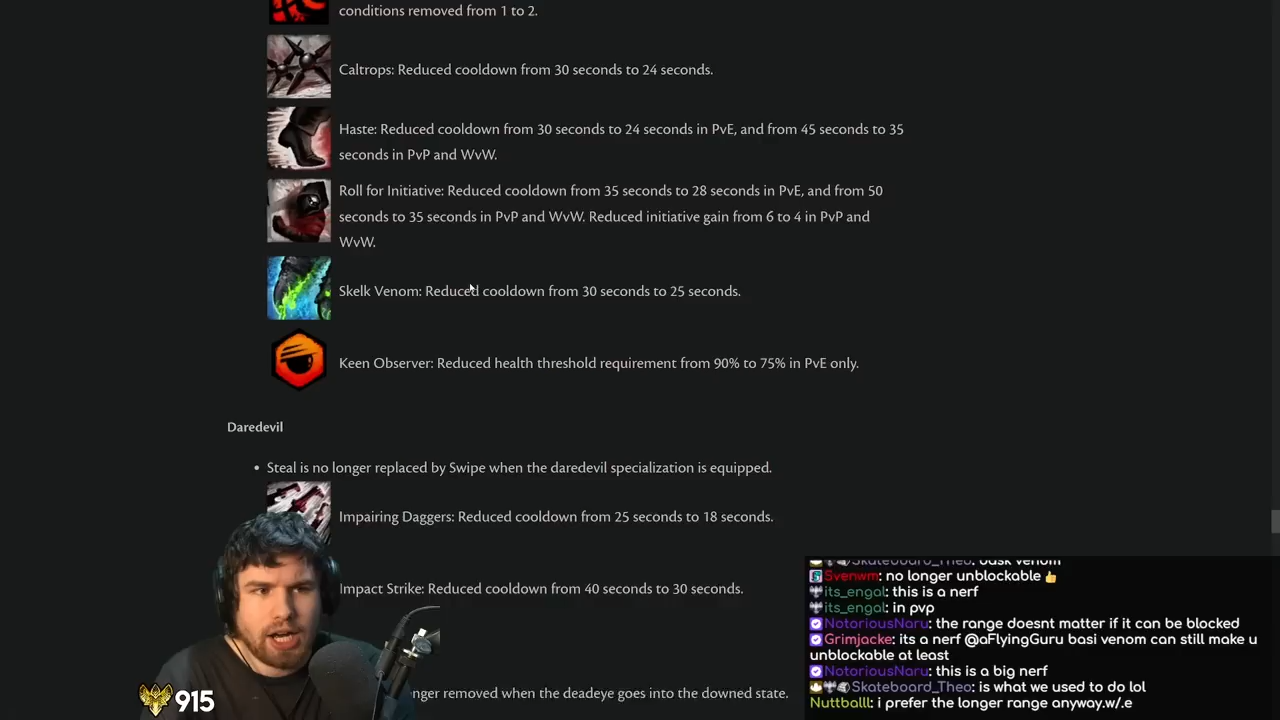 conditions removed from 1 to 2.
Caltrops: Reduced cooldown from 30 seconds to 24 seconds.
Haste: Reduced cooldown from 30 seconds to 24 seconds in PvE, and from 45 seconds to 35
seconds in PvP and WvW.
Roll for Initiative: Reduced cooldown from 35 seconds to 28 seconds in PvE, and from 50
seconds to 35 seconds in PvP and WvW. Reduced initiative gain from 6 to 4 in PvP and
WvW.
Skelk Venom: Reduced cooldown from 30 seconds to 25 seconds.
Keen Observer: Reduced health threshold requirement from 90% to 75% in PvE only.
Daredevil
• Steal is no longer replaced by Swipe when the daredevil specialization is equipped.
Impairing Daggers: Reduced cooldown from 25 seconds to 18 seconds.
Impact Strike: Reduced cooldown from 40 seconds to 30 seconds.
nger removed when the deadeye goes into the downed state.
915
Skateboard_Theo: bask venom
Svenwm: no longer unblockable 👍
its_engal: this is a nerf
its_engal: in pvp
NotoriousNaru: the range doesnt matter if it can be blocked
Grimjacke: its a nerf @aFlyingGuru basi venom can still make u
unblockable at least
NotoriousNaru: this is a big nerf
Skateboard_Theo: is what we used to do lol
Nuttballl: i prefer the longer range anyway.w/.e